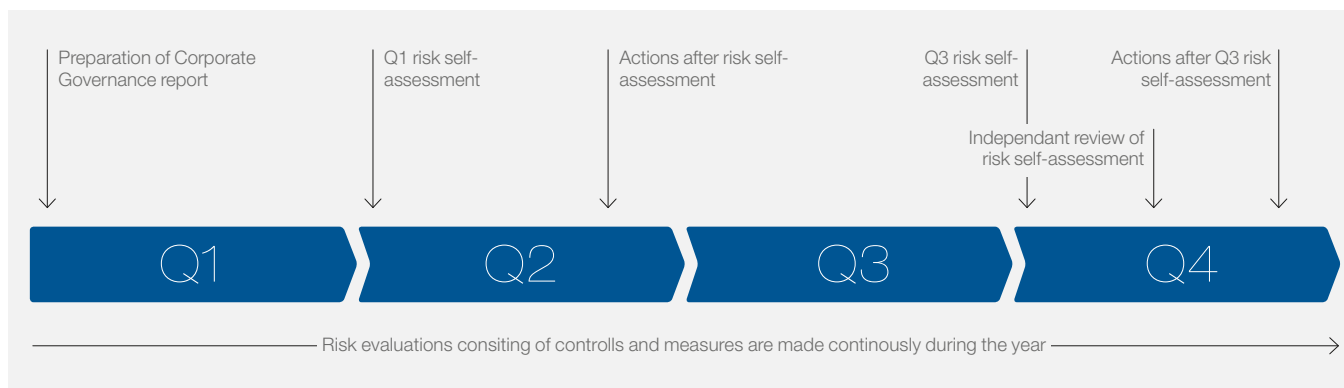 Preparation of Corporate
Governance report
Q1 risk self-
assessment
Actions after risk self-
assessment
Q3 risk self-
assessment
Actions after Q3 risk
self-assessment
Independant review of
risk self-assessment
Q1
Q2
Q3
Q4
Risk evaluations consiting of controlls and measures are made continously during the year